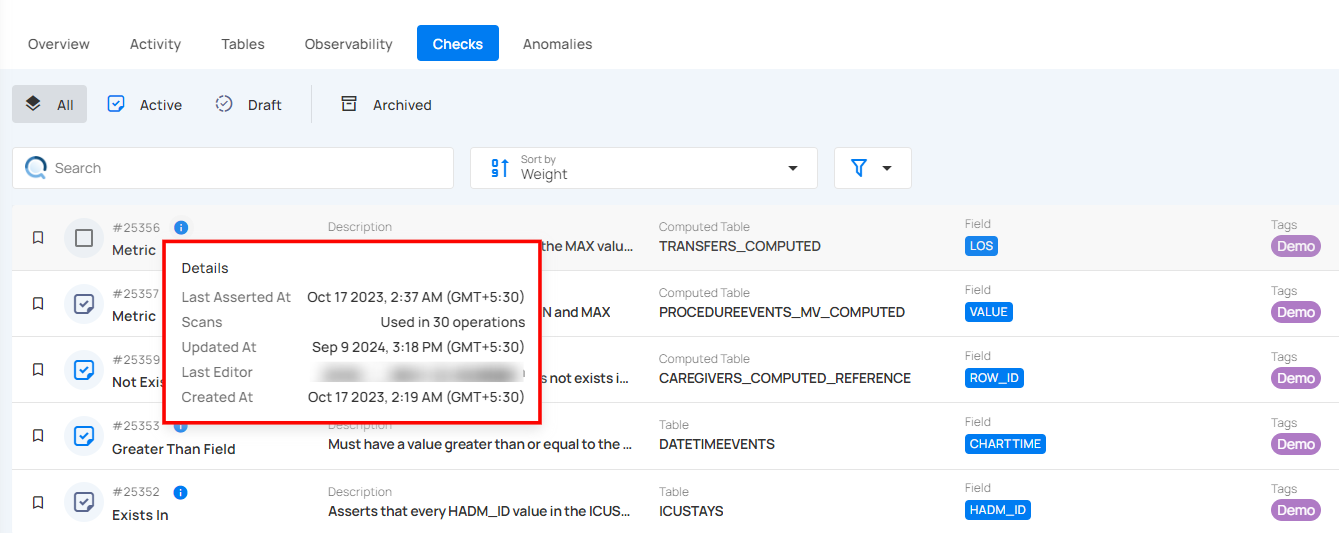 Overview Activity Tables Observability Checks Anomalies
All Active Draft Archived
Search
Sort by
Weight
#25356
Metric
Description
the MAX valu...
Computed Table
TRANSFERS_COMPUTED
Field
LOS
Tags
Demo
Details
Last Asserted At Oct 17 2023, 2:37 AM (GMT+5:30)
Scans Used in 30 operations
Updated At Sep 9 2024, 3:18 PM (GMT+5:30)
Last Editor
Created At Oct 17 2023, 2:19 AM (GMT+5:30)
#25357
Metric
N and MAX
Computed Table
PROCEDUREEVENTS_MV_COMPUTED
Field
VALUE
Tags
Demo
#25359
Not Exis
s not exists i...
Computed Table
CAREGIVERS_COMPUTED_REFERENCE
Field
ROW_ID
Tags
Demo
#25353
Greater Than Field
Description
Must have a value greater than or equal to the ...
Table
DATETIMEEVENTS
Field
CHARTTIME
Tags
Demo
#25352
Exists In
Description
Asserts that every HADM_ID value in the ICUS...
Table
ICUSTAYS
Field
HADM_ID
Tags
Demo